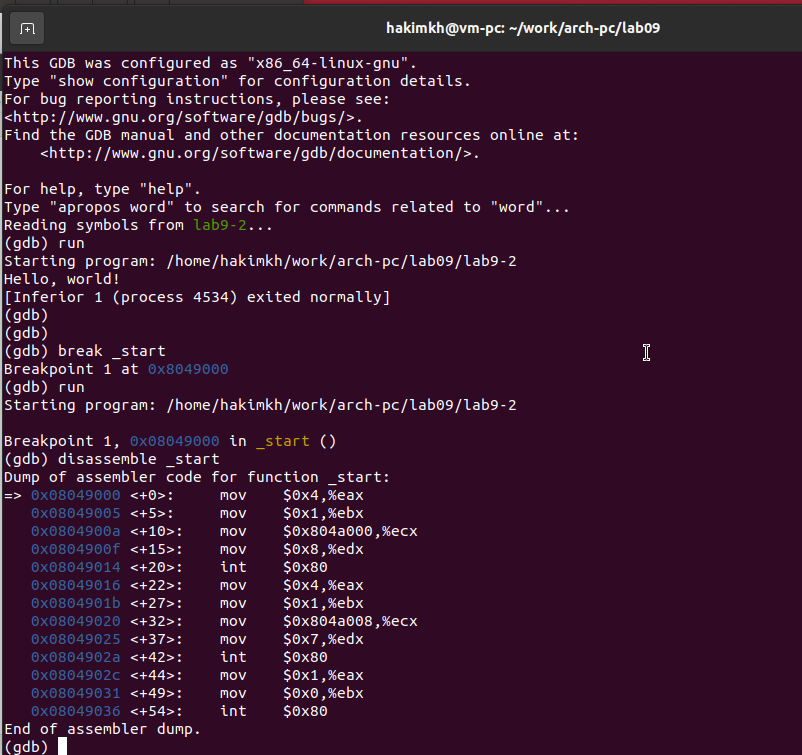 hakimkh@vm-pc: ~/work/arch-pc/lab09
This GDB was configured as "x86_64-linux-gnu".
Type "show configuration" for configuration details.
For bug reporting instructions, please see:
<http://www.gnu.org/software/gdb/bugs/>.
Find the GDB manual and other documentation resources online at:
    <http://www.gnu.org/software/gdb/documentation/>.

For help, type "help".
Type "apropos word" to search for commands related to "word"...
Reading symbols from lab9-2...
(gdb) run
Starting program: /home/hakimkh/work/arch-pc/lab09/lab9-2
Hello, world!
[Inferior 1 (process 4534) exited normally]
(gdb)
(gdb)
(gdb) break _start
Breakpoint 1 at 0x8049000
(gdb) run
Starting program: /home/hakimkh/work/arch-pc/lab09/lab9-2

Breakpoint 1, 0x08049000 in _start ()
(gdb) disassemble _start
Dump of assembler code for function _start:
=> 0x08049000 <+0>:     mov    $0x4,%eax
   0x08049005 <+5>:     mov    $0x1,%ebx
   0x0804900a <+10>:    mov    $0x804a000,%ecx
   0x0804900f <+15>:    mov    $0x8,%edx
   0x08049014 <+20>:    int    $0x80
   0x08049016 <+22>:    mov    $0x4,%eax
   0x0804901b <+27>:    mov    $0x1,%ebx
   0x08049020 <+32>:    mov    $0x804a008,%ecx
   0x08049025 <+37>:    mov    $0x7,%edx
   0x0804902a <+42>:    int    $0x80
   0x0804902c <+44>:    mov    $0x1,%eax
   0x08049031 <+49>:    mov    $0x0,%ebx
   0x08049036 <+54>:    int    $0x80
End of assembler dump.
(gdb)